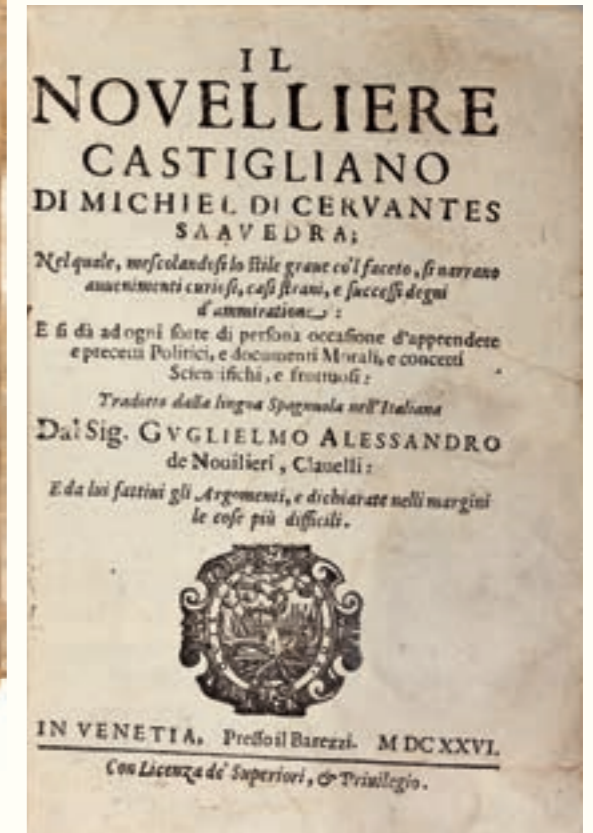 IL
NOVELLIERE
CASTIGLIANO
DI MICHIEL DI CERVANTES
SAAVEDRA;
Nel quale, mescolandosi lo stile graue co'l faceto, si narrano
auuenimenti curiosi, casi strani, e successi degni
d'ammiratione:
E si dà ad ogni sorte di persona occasione d'apprendere
e precetti Politici, e documenti Morali, e concetti
Scientifichi, e fruttuosi:
Tradotto dalla lingua Spagnuola nell'Italiana
Dal Sig. GVGLIELMO ALESSANDRO
de Nouilieri, Clauelli:
E da lui fattiui gli Argomenti, e dichiarate nelli margini
le cose più difficili.
IN VENETIA, Presso il Barezzi. M DC XXVI.
Con Licenza de' Superiori, & Priuilegio.